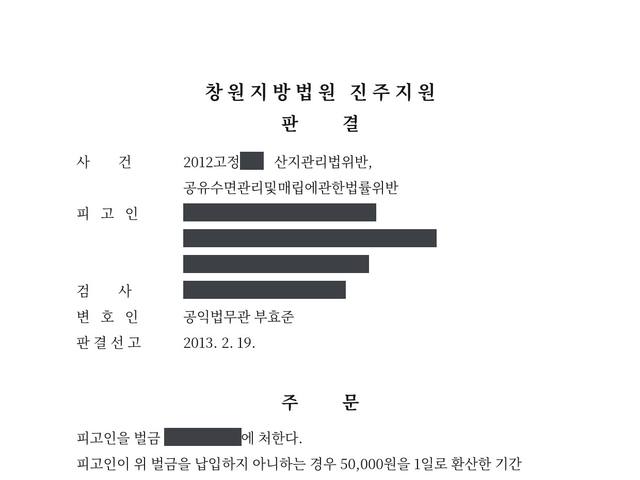 창원지방법원 진주지원
판 결
사 건 2012고정 산지관리법위반,
공유수면관리및매립에관한법률위반
피 고 인
검 사
변 호 인 공익법무관 부효준
판결선고 2013. 2. 19.
주 문
피고인을 벌금 에 처한다.
피고인이 위 벌금을 납입하지 아니하는 경우 50,000원을 1일로 환산한 기간